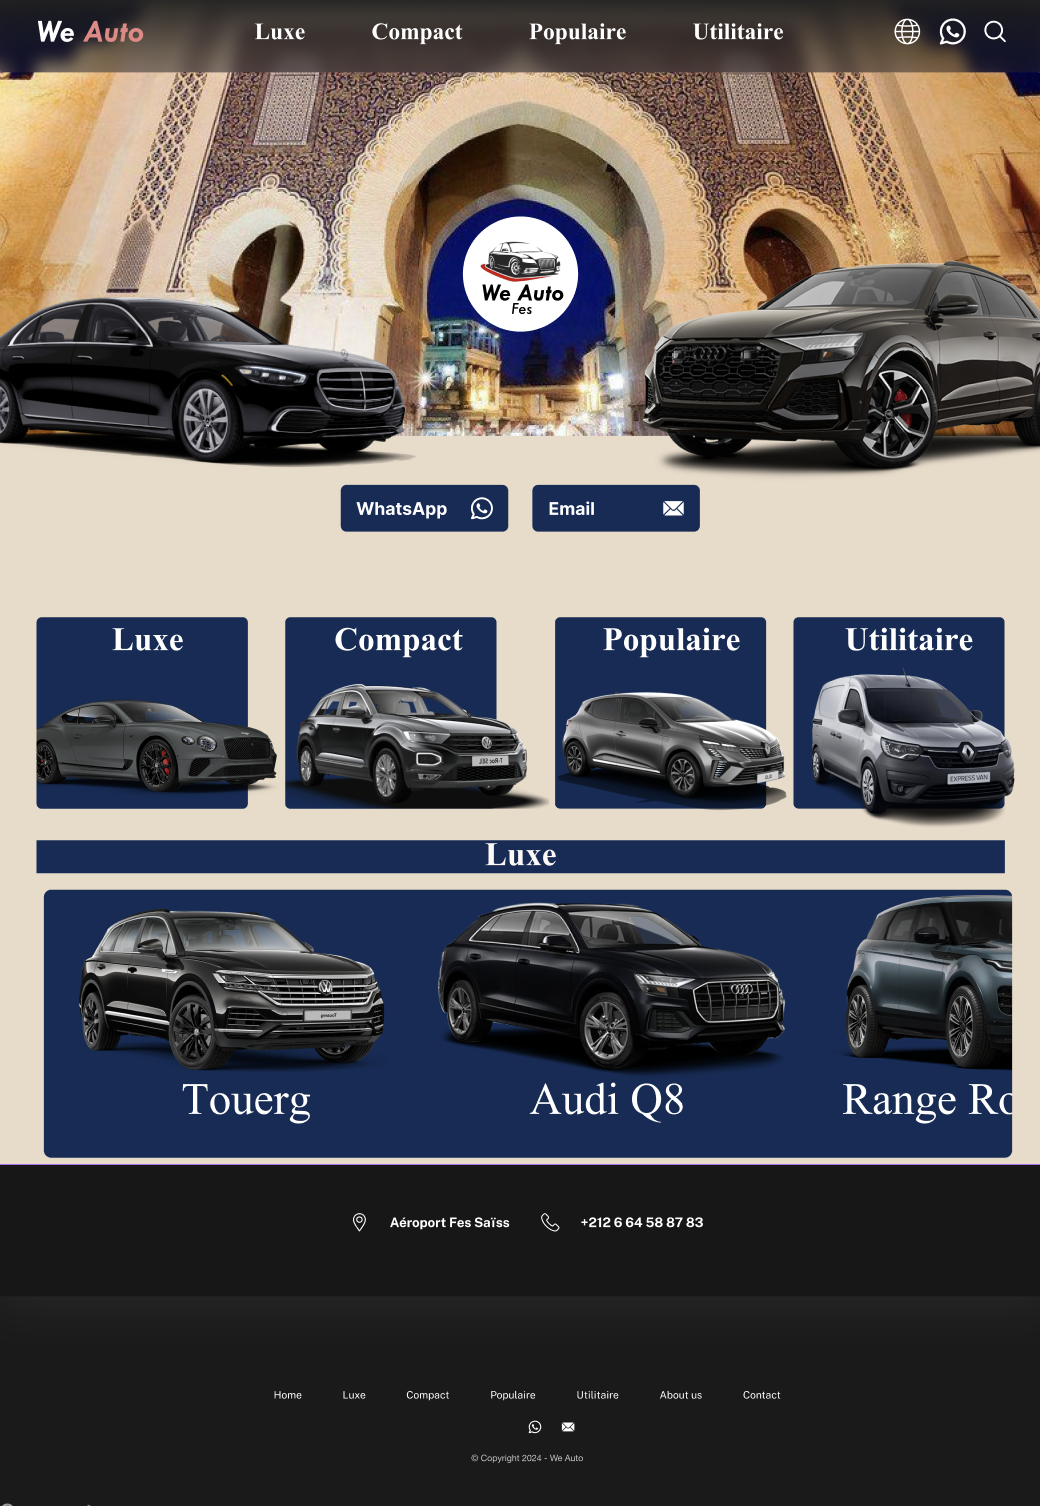 We Auto
Luxe Compact Populaire Utilitaire
We Auto
Fes
WhatsApp Email
Luxe Compact Populaire Utilitaire
EXPRESS VAN
Luxe
Touerg Audi Q8 Range Ro
Aéroport Fes Saïss +212 6 64 58 87 83
Home Luxe Compact Populaire Utilitaire About us Contact
© Copyright 2024 - We Auto